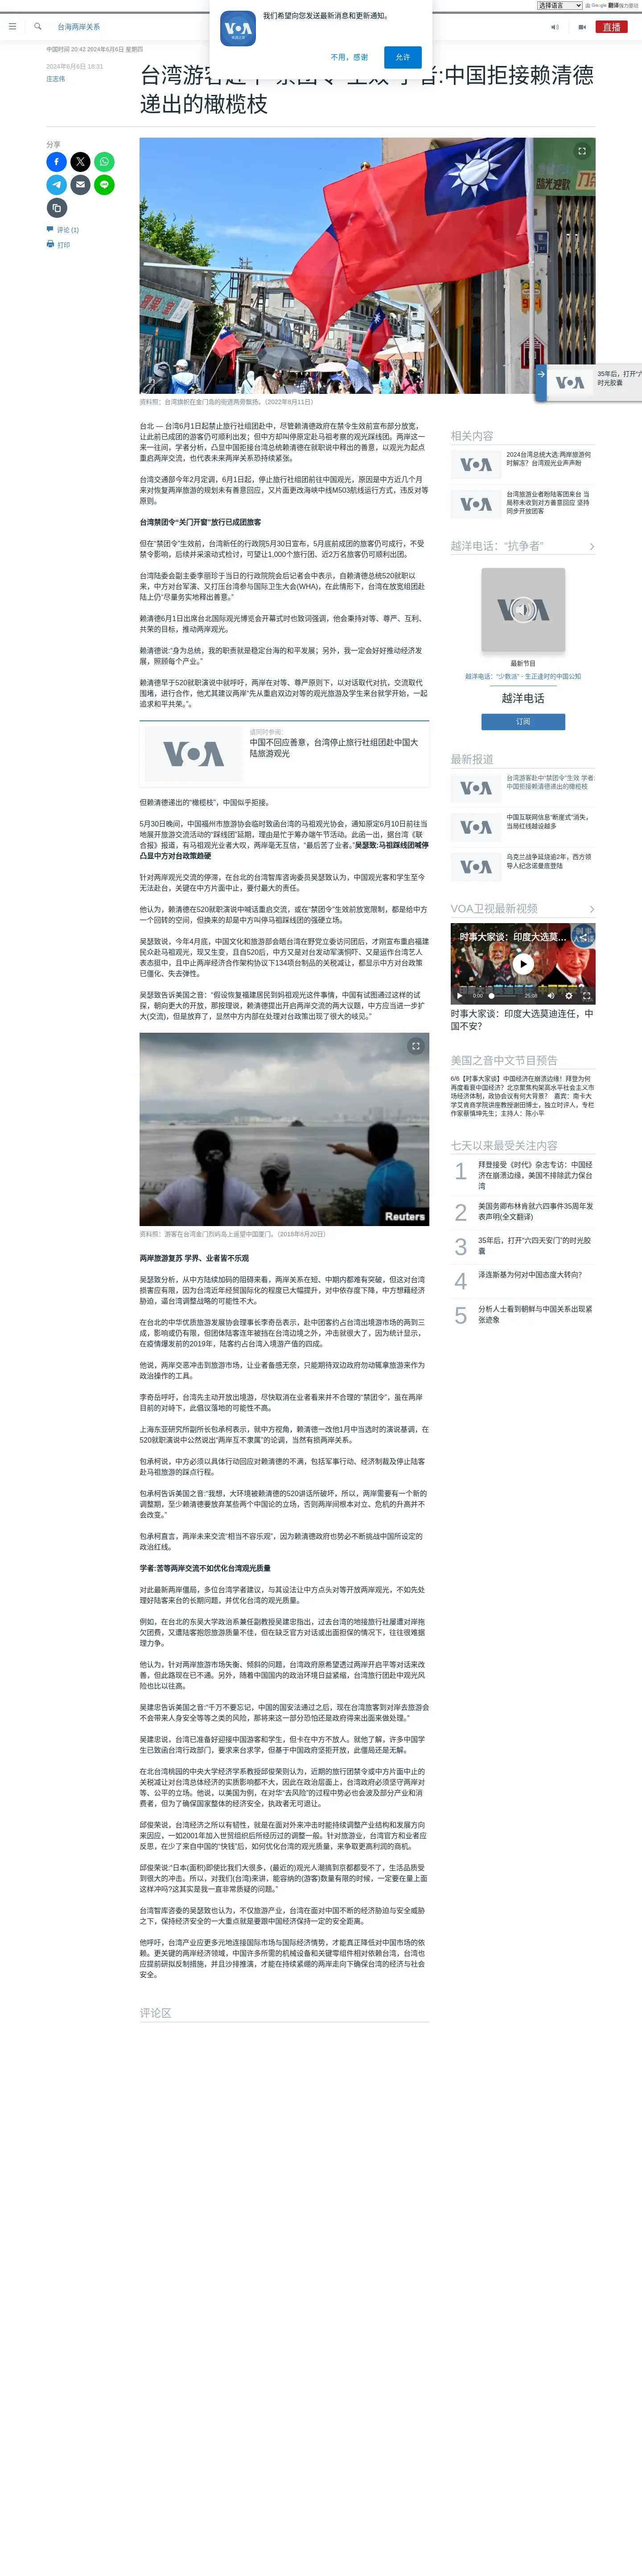 选择语言
由 Google 翻译强力驱动
我们希望向您发送最新消息和更新通知。
不用，感谢
允许
台海两岸关系
直播
中国时间 20:42 2024年6月6日 星期四
2024年6月6日 18:31
庄志伟
:中国拒接赖清德
递出的橄榄枝
分享
评论 (1)
打印
资料照：台湾旗帜在金门岛的街道两旁飘扬。（2022年8月11日）
35年后，打开“六
时光胶囊
台北 — 台湾6月1日起禁止旅行社组团赴中，尽管赖清德政府在禁令生效前宣布部分放宽，
让此前已成团的游客仍可顺利出发；但中方却叫停原定赴马祖考察的观光踩线团。两岸这一
来一往间，学者分析，凸显中国拒接台湾总统赖清德在就职说中释出的善意，以观光为起点
重启两岸交流，也代表未来两岸关系恐持续紧张。
台湾交通部今年2月定调，6月1日起，停止旅行社组团前往中国观光，原因是中方近几个月
来对恢复两岸旅游的规划未有善意回应，又片面更改海峡中线M503航线运行方式，违反对等
原则。
台湾禁团令“关门开窗”放行已成团旅客
但在“禁团令”生效前，台湾新任的行政院5月30日宣布，5月底前成团的旅客仍可成行，不受
禁令影响，后续并采滚动式检讨，可望让1,000个旅行团、近2万名旅客仍可顺利出团。
台湾陆委会副主委李丽珍于当日的行政院院会后记者会中表示，自赖清德总统520就职以
来，中方对台军演、又打压台湾参与国际卫生大会(WHA)，在此情形下，台湾在放宽组团赴
陆上仍“尽量务实地释出善意。”
赖清德6月1日出席台北国际观光博览会开幕式时也致词强调，他会秉持对等、尊严、互利、
共荣的目标，推动两岸观光。
赖清德说:“身为总统，我的职责就是稳定台海的和平发展；另外，我一定会好好推动经济发
展，照顾每个产业。”
赖清德早于520就职演说中就呼吁，两岸在对等、尊严原则下，以对话取代对抗，交流取代
围堵，进行合作，他尤其建议两岸“先从重启双边对等的观光旅游及学生来台就学开始，一起
追求和平共荣。”。
请同时参阅:
中国不回应善意，台湾停止旅行社组团赴中国大
陆旅游观光
但赖清德递出的“橄榄枝”，中国似乎拒接。
5月30日晚间，中国福州市旅游协会临时致函台湾的马祖观光协会，通知原定6月10日前往当
地展开旅游交流活动的“踩线团”延期，理由是忙于筹办端午节活动。此函一出，据台湾《联
合报》报道，有马祖观光业者大叹，两岸毫无互信，“最后苦了业者。”吴瑟致:马祖踩线团喊停
凸显中方对台政策趋硬
针对两岸观光交流的停滞，在台北的台湾智库咨询委员吴瑟致认为，中国观光客和学生至今
无法赴台，关键在中方片面中止，要付最大的责任。
他认为，赖清德在520就职演说中喊话重启交流，或在“禁团令”生效前放宽限制，都是给中方
一个回转的空间，但换来的却是中方叫停马祖踩线团的强硬立场。
吴瑟致说，今年4月底，中国文化和旅游部会晤台湾在野党立委访问团后，才刚宣布重启福建
民众赴马祖观光，现又生变，且自520后，中方又是对台发动军演恫吓、又是运作台湾艺人
表态挺中，且中止两岸经济合作架构协议下134项台制品的关税减让，都显示中方对台政策
已僵化、失去弹性。
吴瑟致告诉美国之音：“假设恢复福建居民到妈祖观光这件事情，中国有试图通过这样的试
探，朝向更大的开放，那按理说，赖清德提出开启两岸交流的两大议题，中方应当进一步扩
大(交流)，但是放弃了，显然中方内部在处理对台政策出现了很大的岐见。”
Reuters
资料照：游客在台湾金门烈屿岛上遥望中国厦门。（2018年8月20日）
两岸旅游复苏 学界、业者皆不乐观
吴瑟致分析，从中方陆续加码的阻碍来看，两岸关系在短、中期内都难有突破，但这对台湾
损害应有限，因为台湾近年经贸国际化的程度已大幅提升，对中依存度下降，中方想藉经济
胁迫，逼台湾调整战略的可能性不大。
在台北的中华优质旅游发展协会理事长李奇岳表示，赴中团客约占台湾出境游市场的两到三
成，影响或仍有限，但团体陆客连年被挡在台湾边境之外，冲击就很大了，因为统计显示，
在疫情爆发前的2019年，陆客约占台湾入境游产值的四成。
他说，两岸交恶冲击到旅游市场，让业者备感无奈，只能期待双边政府勿动辄拿旅游来作为
政治操作的工具。
李奇岳呼吁，台湾先主动开放出境游，尽快取消在业者看来并不合理的“禁团令”，虽在两岸
目前的对峙下，此倡议落地的可能性不高。
上海东亚研究所副所长包承柯表示，就中方视角，赖清德一改他1月中当选时的演说基调，在
520就职演说中公然说出“两岸互不隶属”的论调，当然有损两岸关系。
包承柯说，中方必须以具体行动回应对赖清德的不满，包括军事行动、经济制裁及停止陆客
赴马祖旅游的踩点行程。
包承柯告诉美国之音:“我想，大环境被赖清德的520讲话所破坏，所以，两岸需要有一个新的
调整期，至少赖清德要放弃某些两个中国论的立场，否则两岸间根本对立、危机的升高并不
会改变。”
包承柯直言，两岸未来交流“相当不容乐观”，因为赖清德政府也势必不断挑战中国所设定的
政治红线。
学者:苦等两岸交流不如优化台湾观光质量
对此最新两岸僵局，多位台湾学者建议，与其设法让中方点头对等开放两岸观光，不如先处
理好陆客来台的长期问题，并优化台湾的观光质量。
例如，在台北的东吴大学政治系兼任副教授吴建忠指出，过去台湾的地接旅行社屡遭对岸拖
欠团费，又遭陆客抱怨旅游质量不佳，但在缺乏官方对话或出面担保的情况下，往往很难据
理力争。
他认为，针对两岸旅游市场失衡、倾斜的问题，台湾政府原希望透过两岸开启平等对话来改
善，但此路现在已不通。另外，随着中国国内的政治环境日益紧缩，台湾旅行团赴中观光风
险也比以往高。
吴建忠告诉美国之音:“千万不要忘记，中国的国安法通过之后，现在台湾旅客到对岸去旅游会
不会带来人身安全等等之类的风险，那将来这一部分恐怕还是政府得来出面来做处理。”
吴建忠说，台湾已准备好迎接中国游客和学生，但卡在中方不放人。就他了解，许多中国学
生已致函台湾行政部门，要求来台求学，但基于中国政府坚拒开放，此僵局还是无解。
在北台湾桃园的中央大学经济学系教授邱俊荣则认为，近期的旅行团禁令或中方片面中止的
关税减让对台湾总体经济的实质影响都不大，因此在政治层面上，台湾政府必须坚守两岸对
等、公平的立场。他说，以美国为例，在对华“去风险”的过程中势必也会波及部分产业和消
费者，但为了确保国家整体的经济安全，执政者无可退让。
邱俊荣说，台湾经济之所以有韧性，就是在面对外来冲击时能持续调整产业结构和发展方向
来因应，一如2001年加入世贸组织后所经历过的调整一般。针对旅游业，台湾官方和业者应
反思，在少了来自中国的“快钱”后，如何优化台湾的观光质量，来争取更高利润的商机。
邱俊荣说:“日本(面积)即使比我们大很多，(最近的)观光人潮搞到京都都受不了，生活品质受
到很大的冲击。所以，对我们(台湾)来讲，能容纳的(游客)数量有限的时候，一定要在量上面
这样冲吗?这其实是我一直非常质疑的问题。”
台湾智库咨委的吴瑟致也认为，不仅旅游产业，台湾在面对中国不断的经济胁迫与安全威胁
之下，保持经济安全的一大重点就是要跟中国经济保持一定的安全距离。
他呼吁，台湾产业应更多元地连接国际市场与国际经济情势，才能真正降低对中国市场的依
赖。更关键的两岸经济领域，中国许多所需的机械设备和关键零组件相对依赖台湾，台湾也
应提前研拟反制措施，并且沙排推演，才能在持续紧绷的两岸走向下确保台湾的经济与社会
安全。
评论区
相关内容
2024台湾总统大选:两岸旅游何
时解冻？台湾观光业声声盼
台湾旅游业者盼陆客团来台 当
局称未收到对方善意回应 坚持
同步开放团客
越洋电话：“抗争者”
最新节目
越洋电话：“少数派” - 生正逢时的中国公知
越洋电话
订阅
最新报道
台湾游客赴中“禁团令”生效 学者:
中国拒接赖清德递出的橄榄枝
中国互联网信息“断崖式”消失，
当局红线越设越多
乌克兰战争延烧逾2年，西方领
导人纪念诺曼底登陆
VOA卫视最新视频
时事大家谈：印度大选莫...
0:00
25:08
时事大家谈：印度大选莫迪连任，中
国不安？
美国之音中文节目预告
6/6【时事大家谈】中国经济在崩溃边缘！拜登为何
再度看衰中国经济？北京聚焦构架高水平社会主义市
场经济体制，政协会议有何大背景？ 嘉宾：南卡大
学艾肯商学院讲座教授谢田博士，独立时评人，专栏
作家蔡慎坤先生；主持人：陈小平
七天以来最受关注内容
1
拜登接受《时代》杂志专访：中国经
济在崩溃边缘，美国不排除武力保台
湾
2
美国务卿布林肯就六四事件35周年发
表声明(全文翻译)
3
35年后，打开“六四天安门”的时光胶
囊
4
泽连斯基为何对中国态度大转向？
5
分析人士看到朝鲜与中国关系出现紧
张迹象